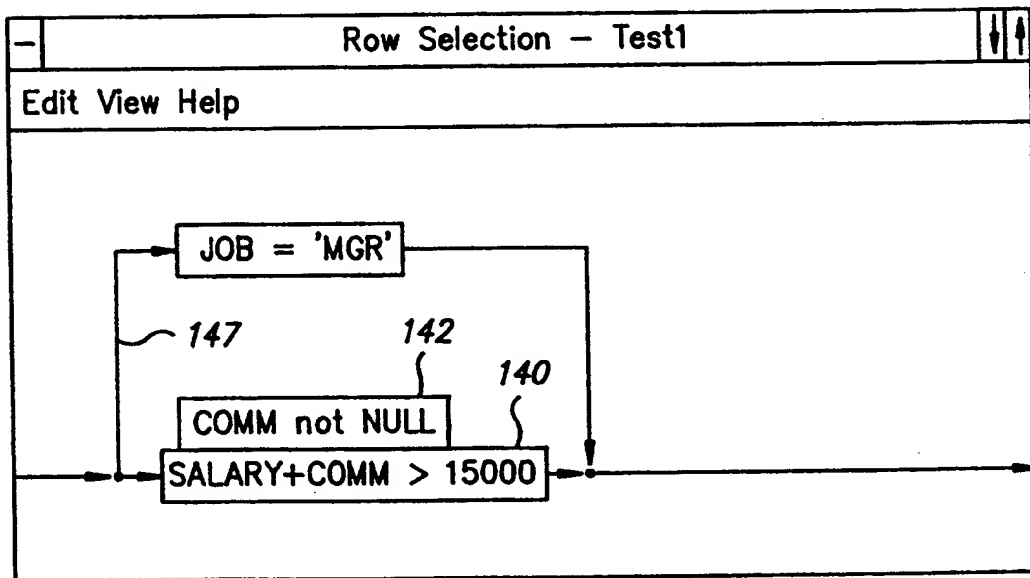 Row Selection – Test1
Edit View Help
JOB = 'MGR'
147
142
140
COMM not NULL
SALARY+COMM > 15000